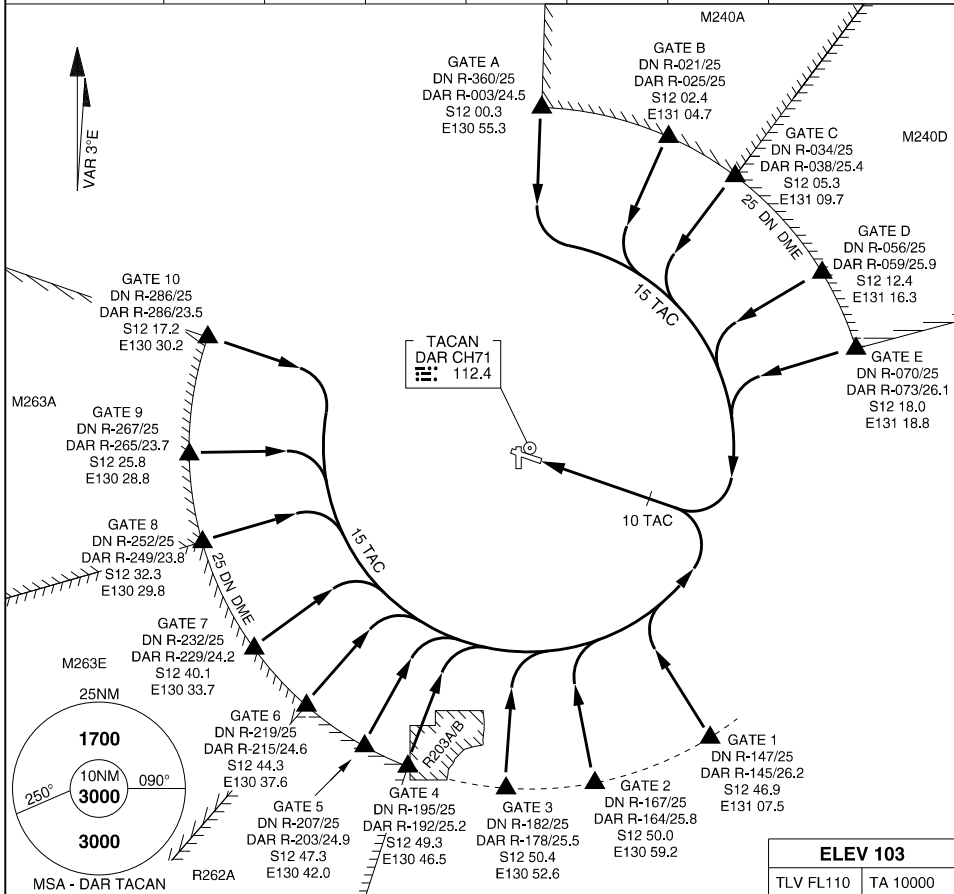 M240A
GATE A
DN R-360/25
DAR R-003/24.5
S12 00.3
E130 55.3
GATE B
DN R-021/25
DAR R-025/25
S12 02.4
E131 04.7
GATE C
DN R-034/25
DAR R-038/25.4
S12 05.3
E131 09.7
M240D
VAR 3°E
25 DN DME
GATE D
DN R-056/25
DAR R-059/25.9
S12 12.4
E131 16.3
GATE E
DN R-070/25
DAR R-073/26.1
S12 18.0
E131 18.8
15 TAC
GATE 10
DN R-286/25
DAR R-286/23.5
S12 17.2
E130 30.2
TACAN
DAR CH71
112.4
M263A
GATE 9
DN R-267/25
DAR R-265/23.7
S12 25.8
E130 28.8
10 TAC
GATE 8
DN R-252/25
DAR R-249/23.8
S12 32.3
E130 29.8
15 TAC
25 DN DME
GATE 7
DN R-232/25
DAR R-229/24.2
S12 40.1
E130 33.7
M263E
GATE 6
DN R-219/25
DAR R-215/24.6
S12 44.3
E130 37.6
GATE 5
DN R-207/25
DAR R-203/24.9
S12 47.3
E130 42.0
R203A/B
GATE 4
DN R-195/25
DAR R-192/25.2
S12 49.3
E130 46.5
GATE 3
DN R-182/25
DAR R-178/25.5
S12 50.4
E130 52.6
GATE 2
DN R-167/25
DAR R-164/25.8
S12 50.0
E130 59.2
GATE 1
DN R-147/25
DAR R-145/26.2
S12 46.9
E131 07.5
25NM
1700
10NM
3000
250°
090°
3000
MSA - DAR TACAN
R262A
ELEV 103
TLV FL110
TA 10000